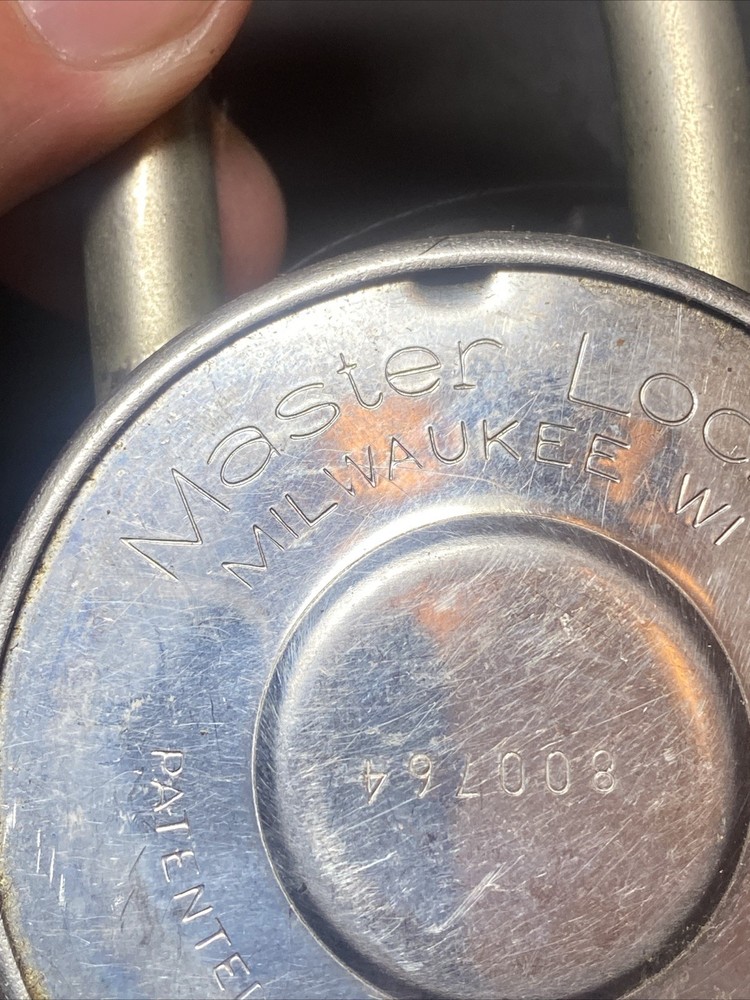 Master Loc
MILWAUKEE WI
800764
PATENTE